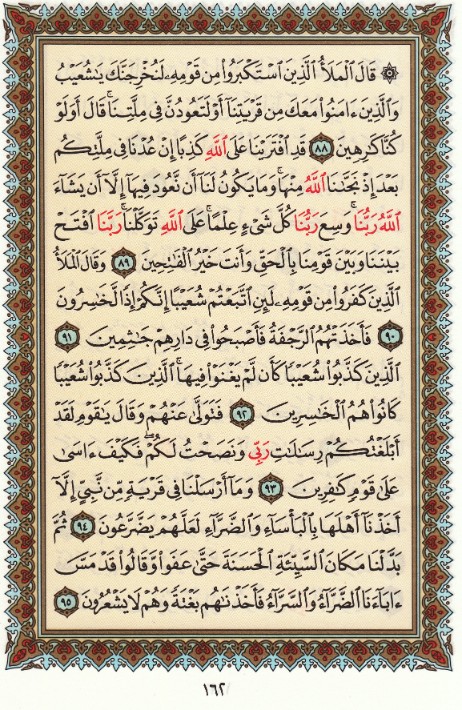 ۞ قَالَ ٱلْمَلَأُ ٱلَّذِينَ ٱسْتَكْبَرُوا۟ مِن قَوْمِهِۦ لَنُخْرِجَنَّكَ يَـٰشُعَيْبُ
وَٱلَّذِينَ ءَامَنُوا۟ مَعَكَ مِن قَرْيَتِنَآ أَوْ لَتَعُودُنَّ فِى مِلَّتِنَا ۚ قَالَ أَوَلَوْ
كُنَّا كَـٰرِهِينَ ٨٨ قَدِ ٱفْتَرَيْنَا عَلَى ٱللَّهِ كَذِبًا إِنْ عُدْنَا فِى مِلَّتِكُم
بَعْدَ إِذْ نَجَّىٰنَا ٱللَّهُ مِنْهَا ۚ وَمَا يَكُونُ لَنَآ أَن نَّعُودَ فِيهَآ إِلَّآ أَن يَشَآءَ
ٱللَّهُ رَبُّنَا ۚ وَسِعَ رَبُّنَا كُلَّ شَىْءٍ عِلْمًا ۚ عَلَى ٱللَّهِ تَوَكَّلْنَا ۚ رَبَّنَا ٱفْتَحْ
بَيْنَنَا وَبَيْنَ قَوْمِنَا بِٱلْحَقِّ وَأَنتَ خَيْرُ ٱلْفَـٰتِحِينَ ٨٩ وَقَالَ ٱلْمَلَأُ
ٱلَّذِينَ كَفَرُوا۟ مِن قَوْمِهِۦ لَئِنِ ٱتَّبَعْتُمْ شُعَيْبًا إِنَّكُمْ إِذًا لَّخَـٰسِرُونَ
٩٠ فَأَخَذَتْهُمُ ٱلرَّجْفَةُ فَأَصْبَحُوا۟ فِى دَارِهِمْ جَـٰثِمِينَ ٩١
ٱلَّذِينَ كَذَّبُوا۟ شُعَيْبًا كَأَن لَّمْ يَغْنَوْا۟ فِيهَا ۚ ٱلَّذِينَ كَذَّبُوا۟ شُعَيْبًا
كَانُوا۟ هُمُ ٱلْخَـٰسِرِينَ ٩٢ فَتَوَلَّىٰ عَنْهُمْ وَقَالَ يَـٰقَوْمِ لَقَدْ
أَبْلَغْتُكُمْ رِسَـٰلَـٰتِ رَبِّى وَنَصَحْتُ لَكُمْ ۖ فَكَيْفَ ءَاسَىٰ
عَلَىٰ قَوْمٍ كَـٰفِرِينَ ٩٣ وَمَآ أَرْسَلْنَا فِى قَرْيَةٍ مِّن نَّبِىٍّ إِلَّآ
أَخَذْنَآ أَهْلَهَا بِٱلْبَأْسَآءِ وَٱلضَّرَّآءِ لَعَلَّهُمْ يَضَّرَّعُونَ ٩٤ ثُمَّ
بَدَّلْنَا مَكَانَ ٱلسَّيِّئَةِ ٱلْحَسَنَةَ حَتَّىٰ عَفَوا۟ وَّقَالُوا۟ قَدْ مَسَّ
ءَابَآءَنَا ٱلضَّرَّآءُ وَٱلسَّرَّآءُ فَأَخَذْنَـٰهُم بَغْتَةً وَهُمْ لَا يَشْعُرُونَ ٩٥
١٦٢